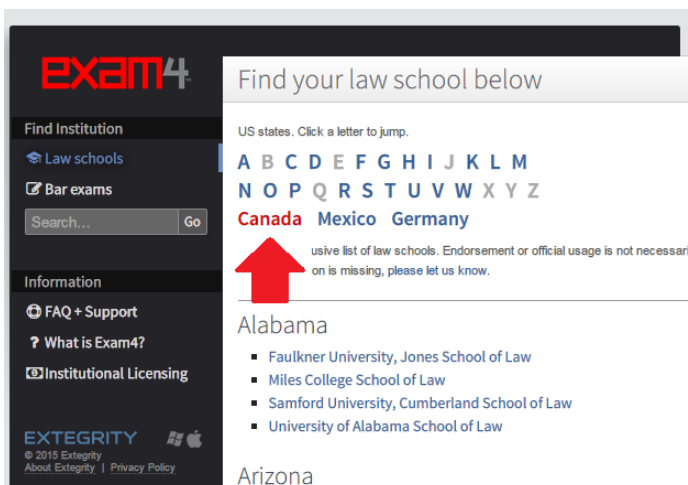 exam4
Find Institution
Law schools
Bar exams
Search... Go
Information
FAQ + Support
? What is Exam4?
Institutional Licensing
EXTEGRITY
© 2015 Extegrity
About Extegrity | Privacy Policy
Find your law school below
US states. Click a letter to jump.
A B C D E F G H I J K L M
N O P Q R S T U V W X Y Z
Canada Mexico Germany
usive list of law schools. Endorsement or official usage is not necessari
on is missing, please let us know.
Alabama
Faulkner University, Jones School of Law
Miles College School of Law
Samford University, Cumberland School of Law
University of Alabama School of Law
Arizona